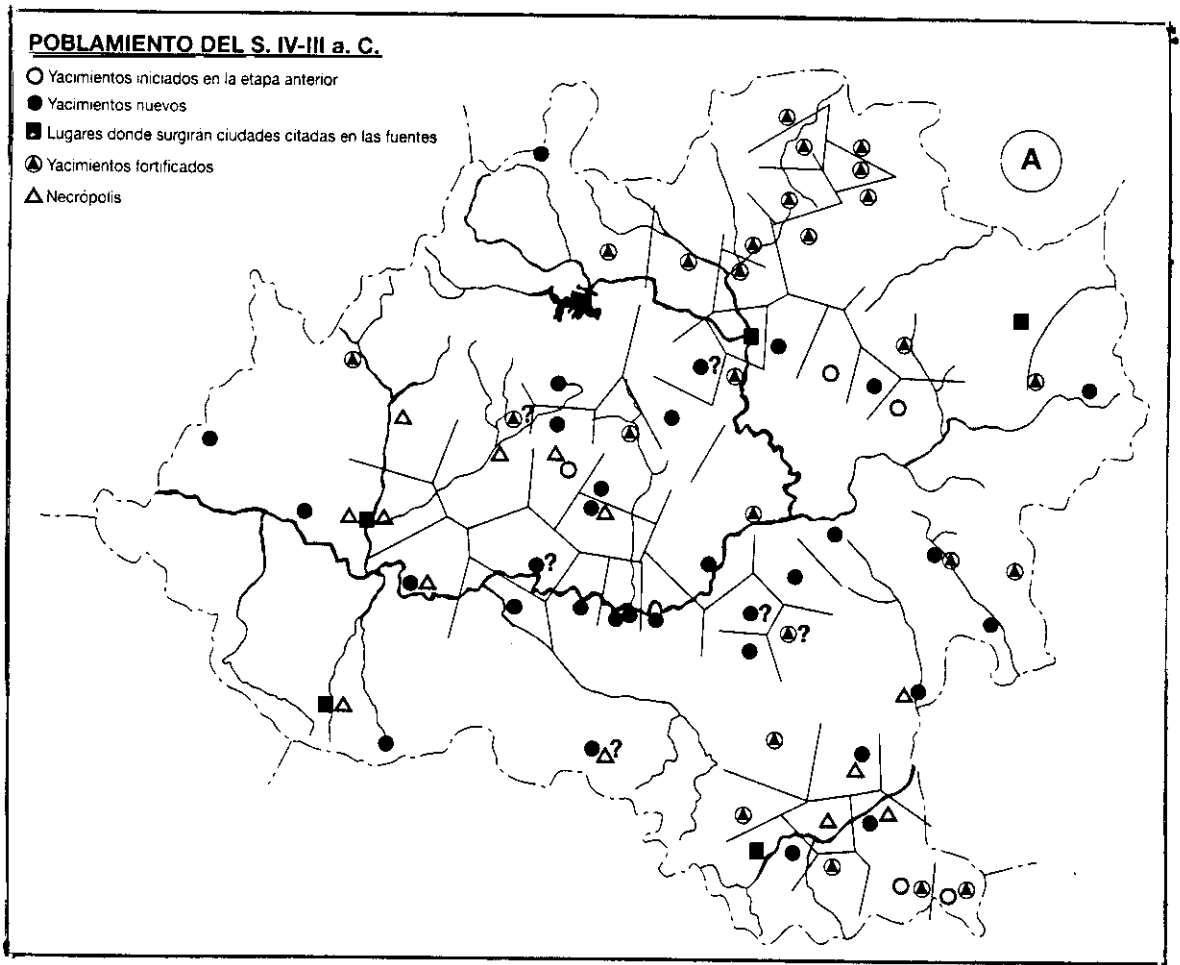 POBLAMIENTO DEL S. IV-III a. C.
Yacimientos iniciados en la etapa anterior
Yacimientos nuevos
Lugares donde surgirán ciudades citadas en las fuentes
Yacimientos fortificados
Necrópolis
A
?
?
?
?
?
?